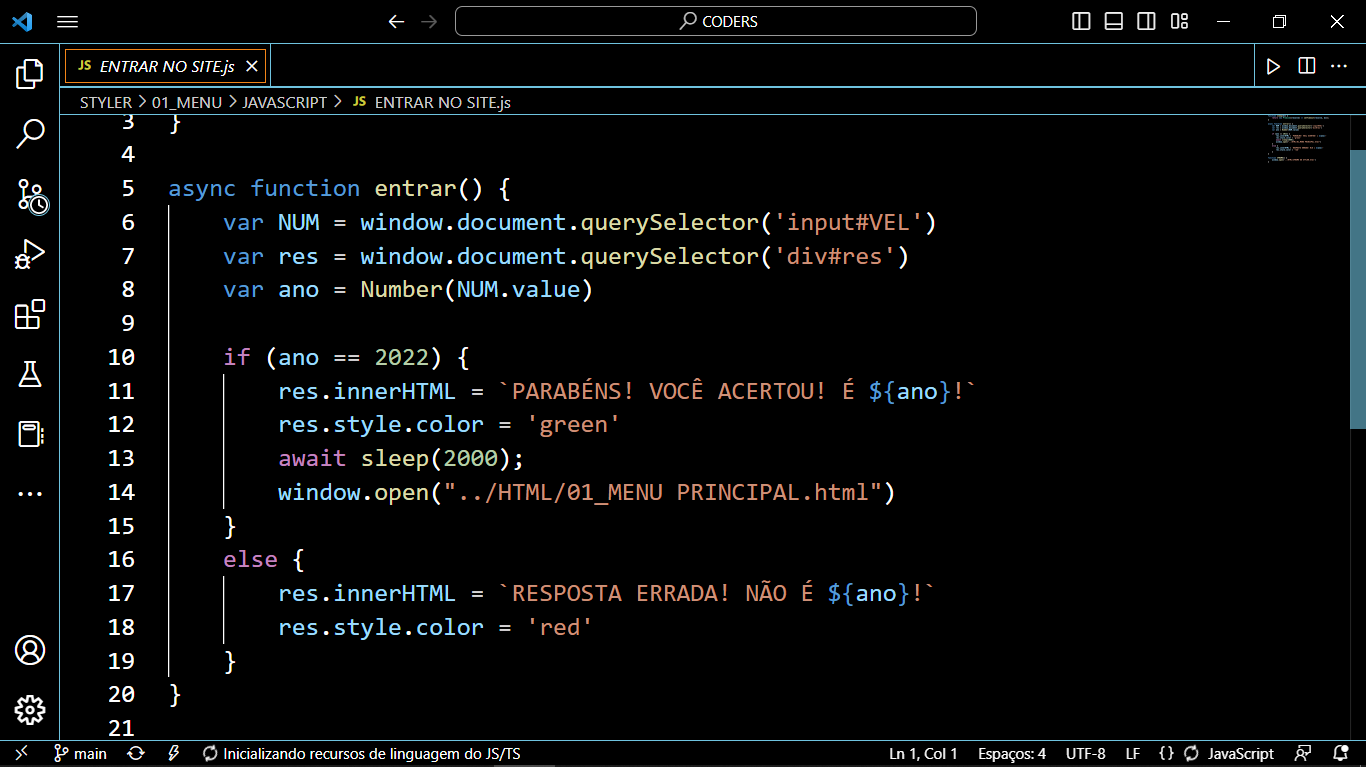 CODERS
JS ENTRAR NO SITE.js
STYLER > 01_MENU > JAVASCRIPT > JS ENTRAR NO SITE.js
3 }
4
5 async function entrar() {
6 var NUM = window.document.querySelector('input#VEL')
7 var res = window.document.querySelector('div#res')
8 var ano = Number(NUM.value)
9
10 if (ano == 2022) {
11 res.innerHTML = `PARABÉNS! VOCÊ ACERTOU! É ${ano}!`
12 res.style.color = 'green'
13 await sleep(2000);
14 window.open("../HTML/01_MENU PRINCIPAL.html")
15 }
16 else {
17 res.innerHTML = `RESPOSTA ERRADA! NÃO É ${ano}!`
18 res.style.color = 'red'
19 }
20 }
21
main Inicializando recursos de linguagem do JS/TS Ln 1, Col 1 Espaços: 4 UTF-8 LF {} JavaScript